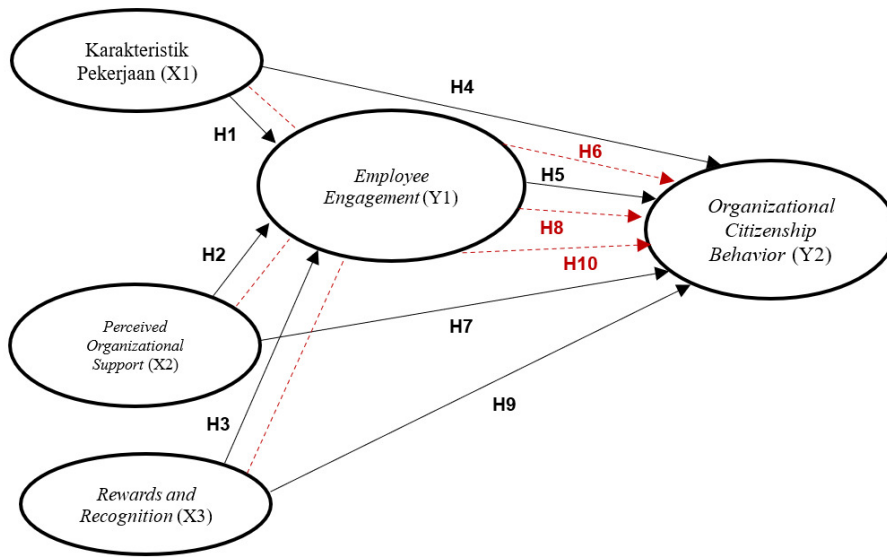 Karakteristik
Pekerjaan (X1)
H4
H1
H6
Employee
Engagement (Y1)
H5
Organizational
Citizenship
Behavior (Y2)
H8
H2
H10
Perceived
Organizational
Support (X2)
H7
H3
H9
Rewards and
Recognition (X3)